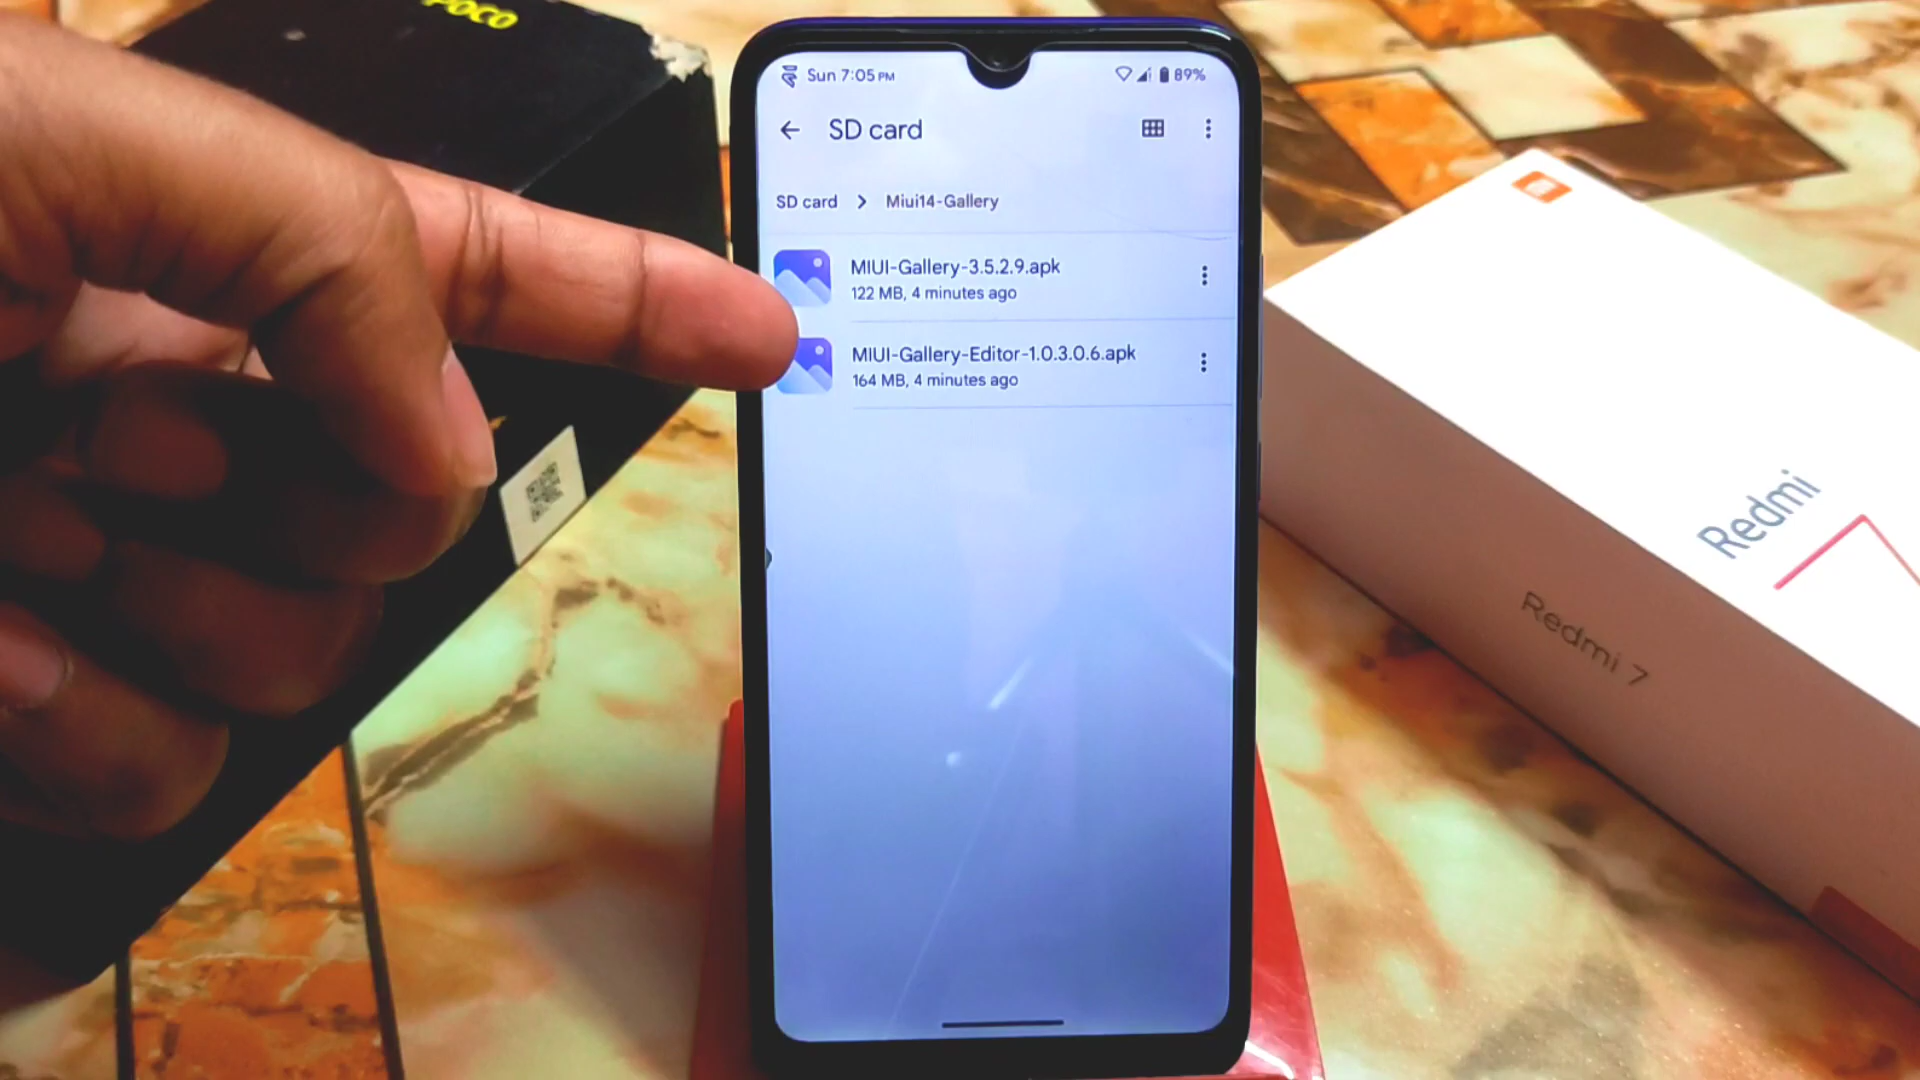 POCO
Sun 7:05 PM
89%
SD card
SD card > Miui14-Gallery
MIUI-Gallery-3.5.2.9.apk
122 MB, 4 minutes ago
MIUI-Gallery-Editor-1.0.3.0.6.apk
164 MB, 4 minutes ago
Redmi
Redmi 7